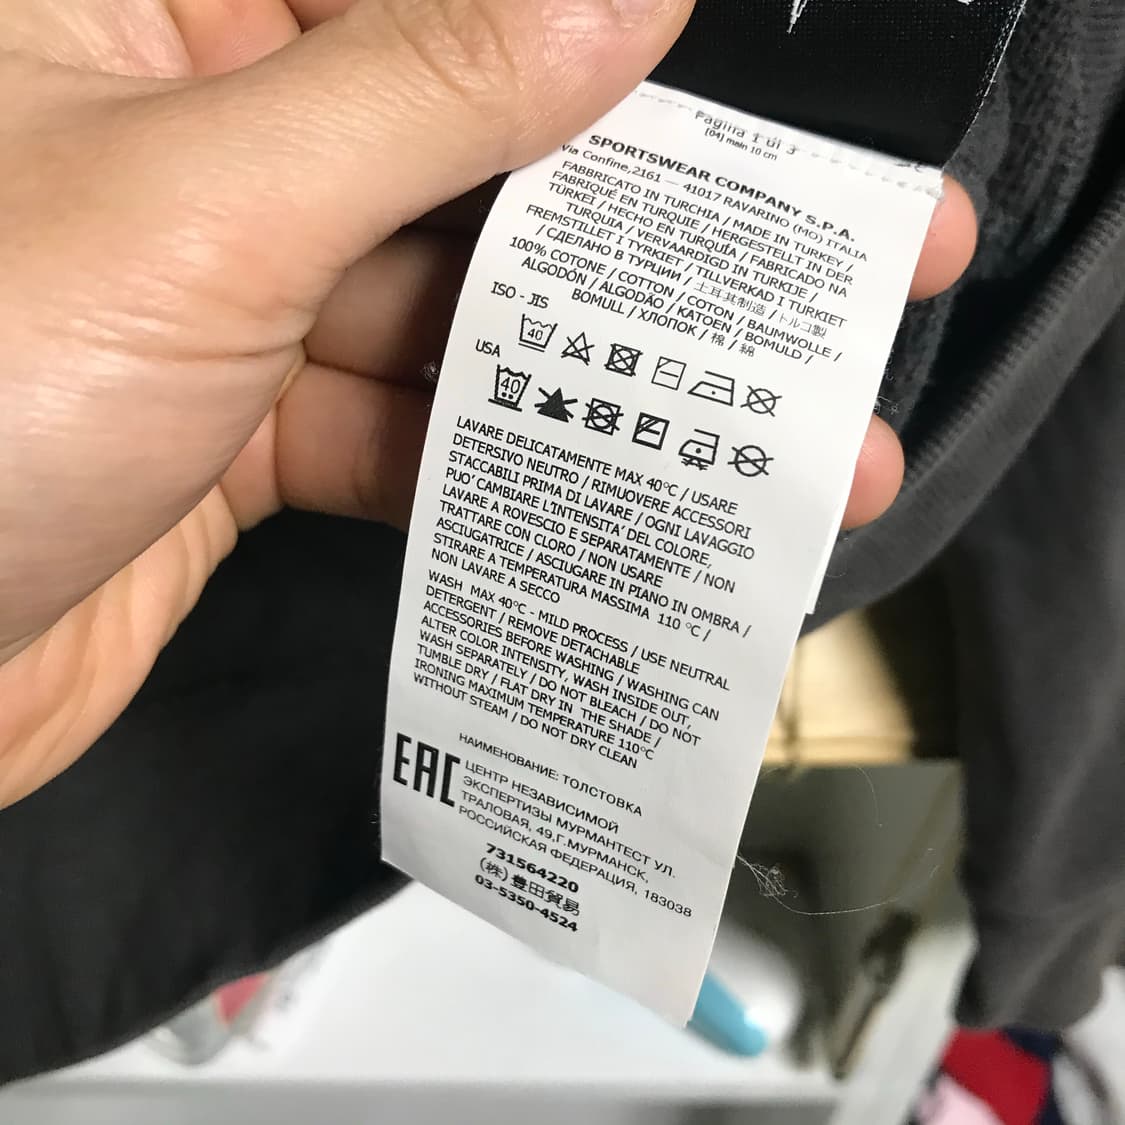 Pagina 1 di 3
[04] main 10 cm
SPORTSWEAR COMPANY S.P.A.
Via Confine,2161 — 41017 RAVARINO (MO) ITALIA
FABBRICATO IN TURCHIA / MADE IN TURKEY /
FABRIQUÉ EN TURQUIE / HERGESTELLT IN DER
TÜRKEI / HECHO EN TURQUÍA / FABRICADO NA
TURQUIA / VERVAARDIGD IN TURKIJE /
FREMSTILLET I TYRKIET / TILLVERKAD I TURKIET
/ СДЕЛАНО В ТУРЦИИ / 土耳其制造 / トルコ製
100% COTONE / COTTON / COTON / BAUMWOLLE /
ALGODÓN / ALGODÃO / KATOEN / BOMULD /
BOMULL / ХЛОПОК / 棉 / 綿
ISO - JIS
40
USA
40
LAVARE DELICATAMENTE MAX 40°C / USARE
DETERSIVO NEUTRO / RIMUOVERE ACCESSORI
STACCABILI PRIMA DI LAVARE / OGNI LAVAGGIO
PUO' CAMBIARE L'INTENSITA' DEL COLORE,
LAVARE A ROVESCIO E SEPARATAMENTE / NON
TRATTARE CON CLORO / NON USARE
ASCIUGATRICE / ASCIUGARE IN PIANO IN OMBRA /
STIRARE A TEMPERATURA MASSIMA 110 °C /
NON LAVARE A SECCO
WASH MAX 40°C - MILD PROCESS / USE NEUTRAL
DETERGENT / REMOVE DETACHABLE
ACCESSORIES BEFORE WASHING / WASHING CAN
ALTER COLOR INTENSITY, WASH INSIDE OUT,
WASH SEPARATELY / DO NOT BLEACH / DO NOT
TUMBLE DRY / FLAT DRY IN THE SHADE /
IRONING MAXIMUM TEMPERATURE 110°C
WITHOUT STEAM / DO NOT DRY CLEAN
EAC
НАИМЕНОВАНИЕ: ТОЛСТОВКА
ЦЕНТР НЕЗАВИСИМОЙ
ЭКСПЕРТИЗЫ МУРМАНТЕСТ УЛ.
ТРАЛОВАЯ, 49,Г.МУРМАНСК,
РОССИЙСКАЯ ФЕДЕРАЦИЯ, 183038
731564220
(株) 豊田貿易
03-5350-4524